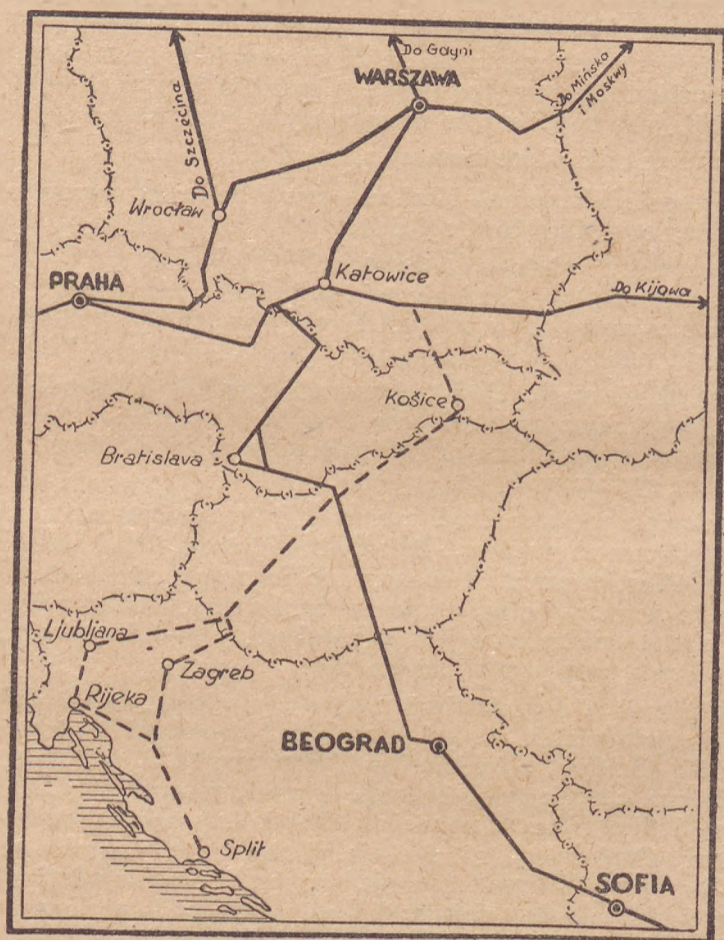 Do Gdyni
WARSZAWA
Do Mińska
i Moskwy
Do Szczecina
Wrocław
PRAHA
Katowice
Do Kijowa
Košice
Bratislava
Ljubljana
Zagreb
Rijeka
BEOGRAD
Split
SOFIA